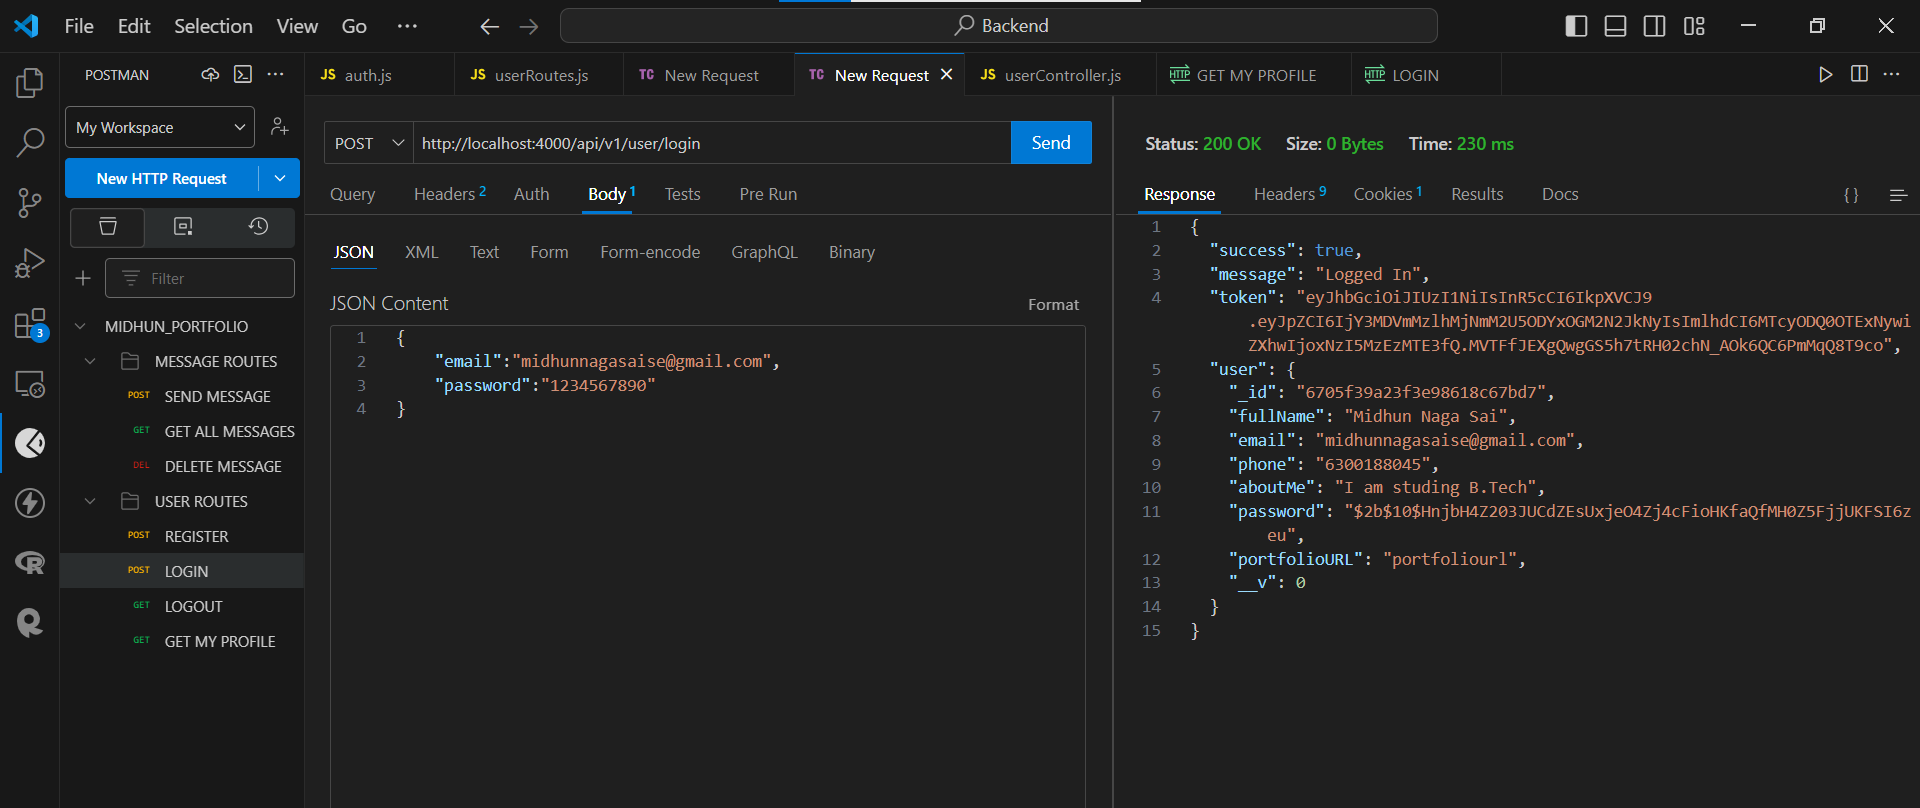 File Edit Selection View Go ··· Backend
POSTMAN
auth.js userRoutes.js New Request New Request userController.js GET MY PROFILE LOGIN
My Workspace
New HTTP Request
Filter
MIDHUN_PORTFOLIO
MESSAGE ROUTES
POST SEND MESSAGE
GET GET ALL MESSAGES
DEL DELETE MESSAGE
USER ROUTES
POST REGISTER
POST LOGIN
GET LOGOUT
GET GET MY PROFILE
3
POST http://localhost:4000/api/v1/user/login Send
Query Headers 2 Auth Body 1 Tests Pre Run
JSON XML Text Form Form-encode GraphQL Binary
JSON Content Format
1 {
2 "email":"midhunnagasaise@gmail.com",
3 "password":"1234567890"
4 }
Status: 200 OK Size: 0 Bytes Time: 230 ms
Response Headers 9 Cookies 1 Results Docs { }
1 {
2 "success": true,
3 "message": "Logged In",
4 "token": "eyJhbGciOiJIUzI1NiIsInR5cCI6IkpXVCJ9
.eyJpZCI6IjY3MDVmMzlhMjNmM2U5ODYxOGM2N2JkNyIsImlhdCI6MTcyODQ0OTExNywi
ZXhwIjoxNzI5MzEzMTE3fQ.MVTFfJEXgQwgGS5h7tRH02chN_AOk6QC6PmMqQ8T9co",
5 "user": {
6 "_id": "6705f39a23f3e98618c67bd7",
7 "fullName": "Midhun Naga Sai",
8 "email": "midhunnagasaise@gmail.com",
9 "phone": "6300188045",
10 "aboutMe": "I am studing B.Tech",
11 "password": "$2b$10$HnjbH4Z203JUCdZEsUxjeO4Zj4cFioHKfaQfMH0Z5FjjUKFSI6z
eu",
12 "portfolioURL": "portfoliourl",
13 "__v": 0
14 }
15 }